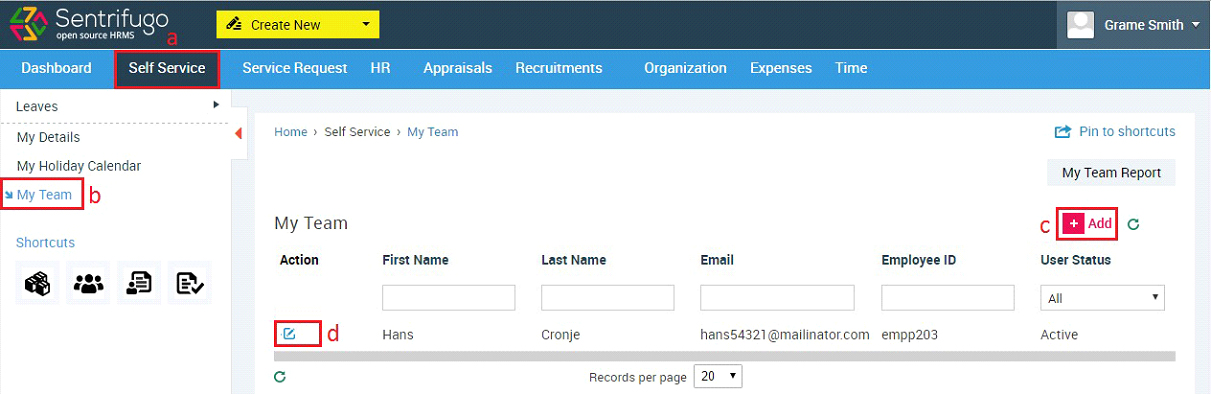 Sentrifugo
open source HRMS
a
Create New
Grame Smith
Dashboard Self Service Service Request HR Appraisals Recruitments Organization Expenses Time
Leaves
My Details
My Holiday Calendar
My Team b
Shortcuts
Home › Self Service › My Team
Pin to shortcuts
My Team Report
My Team
c + Add
Action First Name Last Name Email Employee ID User Status
All
d Hans Cronje hans54321@mailinator.com empp203 Active
Records per page 20